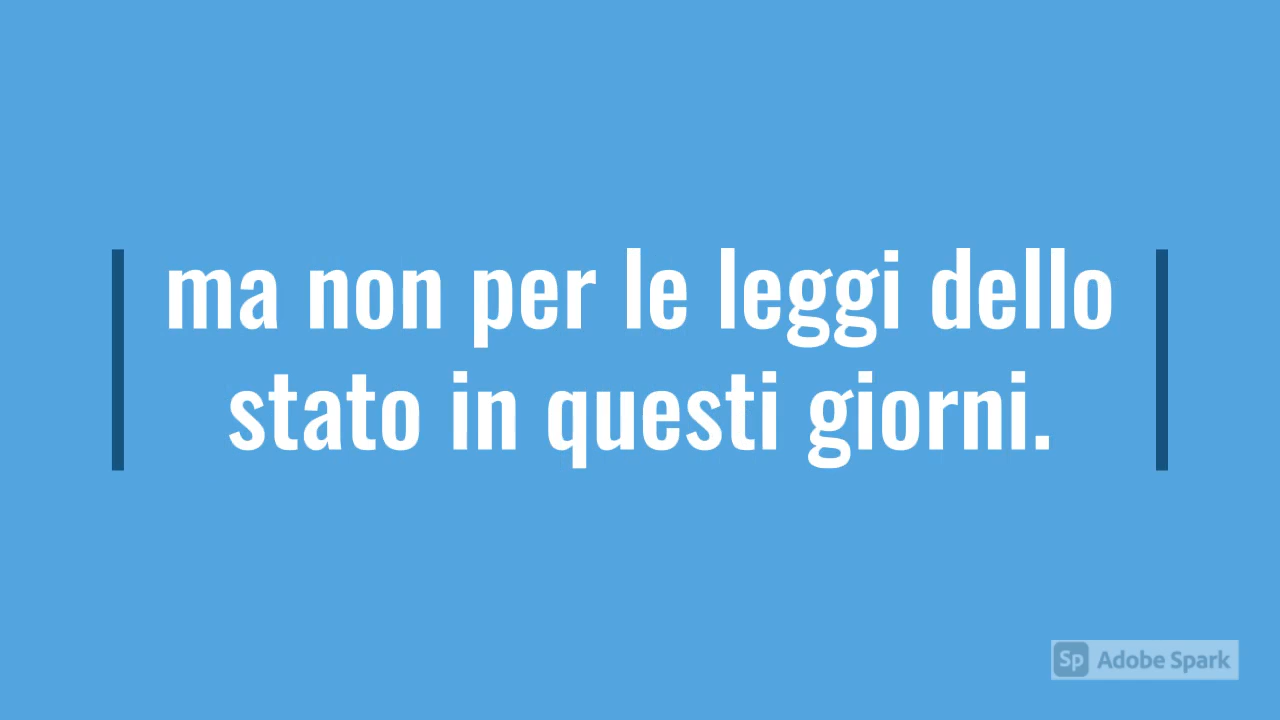 ma non per le leggi dello
stato in questi giorni.
Sp Adobe Spark